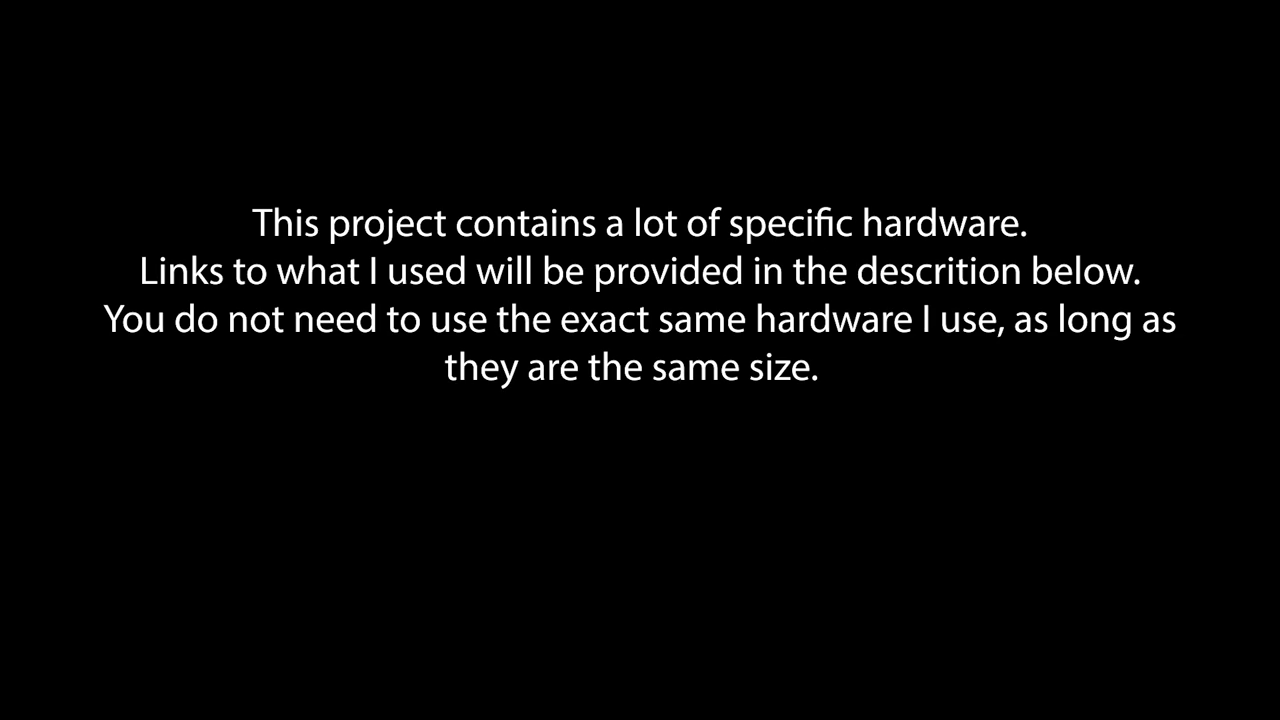 This project contains a lot of specific hardware.
Links to what I used will be provided in the descrition below.
You do not need to use the exact same hardware I use, as long as
they are the same size.